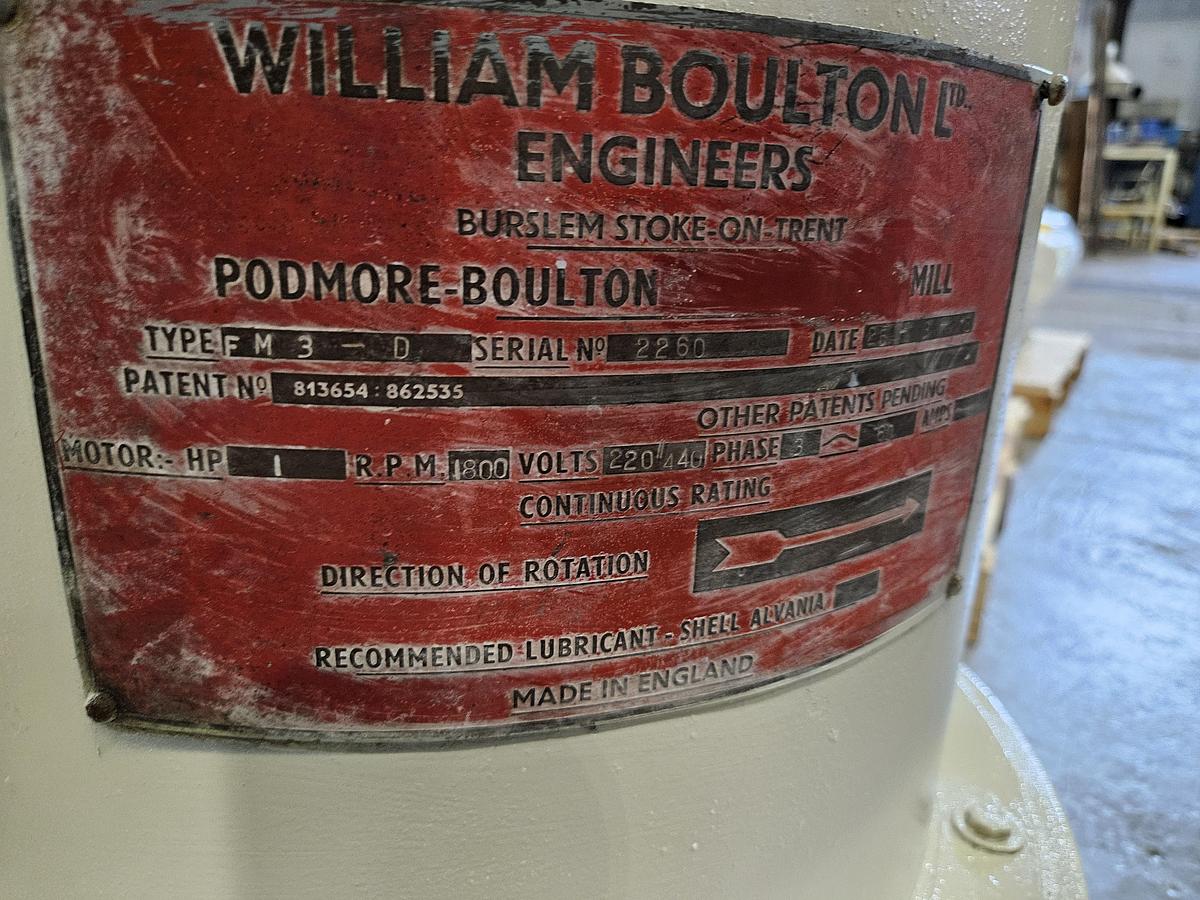 WILLIAM BOULTON LTD.,
ENGINEERS
BURSLEM STOKE-ON-TRENT
PODMORE-BOULTON MILL
TYPE FM3-D SERIAL Nº 2260 DATE
PATENT Nº 813654 : 862535
OTHER PATENTS PENDING
MOTOR:- HP 1 R.P.M. 1800 VOLTS 220/440 PHASE 3 AMPS
CONTINUOUS RATING
DIRECTION OF ROTATION
RECOMMENDED LUBRICANT - SHELL ALVANIA
MADE IN ENGLAND